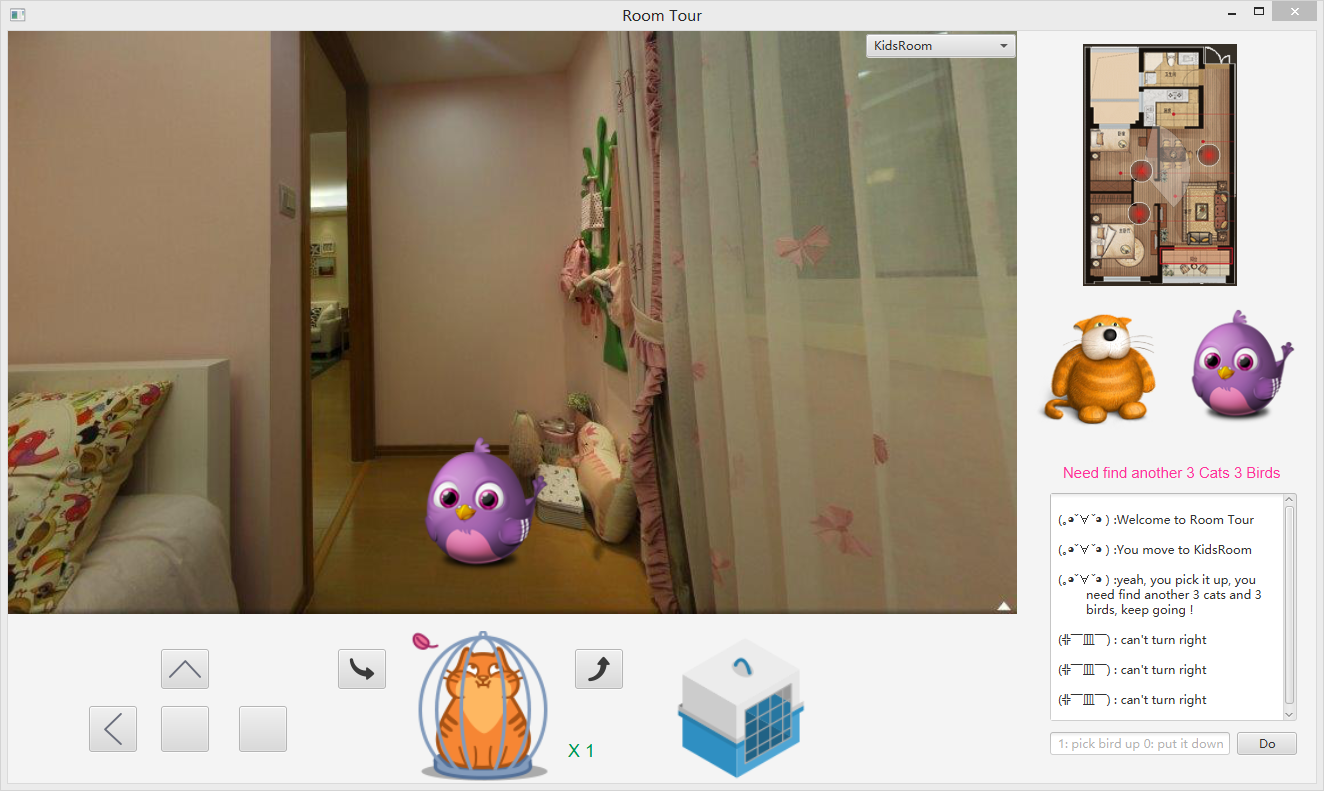 Room Tour
KidsRoom
Need find another 3 Cats 3 Birds
(｡◕ˇ∀ˇ◕ ) :Welcome to Room Tour
(｡◕ˇ∀ˇ◕ ) :You move to KidsRoom
(｡◕ˇ∀ˇ◕ ) :yeah, you pick it up, you
need find another 3 cats and 3
birds, keep going !
(╬￣皿￣) : can't turn right
(╬￣皿￣) : can't turn right
(╬￣皿￣) : can't turn right
X 1
1: pick bird up 0: put it down
Do